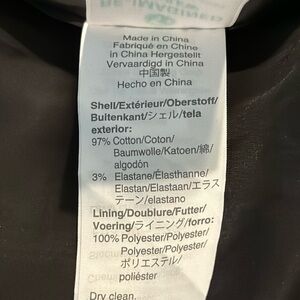 RE-IMAGINED
Made in China
Fabriqué en Chine
in China Hergestellt
Vervaardigd in China
中国製
Hecho en China
Shell/Extérieur/Oberstoff/
Buitenkant/シェル/tela
exterior:
97% Cotton/Coton/
Baumwolle/Katoen/綿/
algodón
3% Elastane/Élasthanne/
Elastan/Elastaan/エラス
テーン/elastano
Lining/Doublure/Futter/
Voering/ライニング/forro:
100% Polyester/Polyester/
Polyester/Polyester/
ポリエステル/
poliéster
Dry clean.